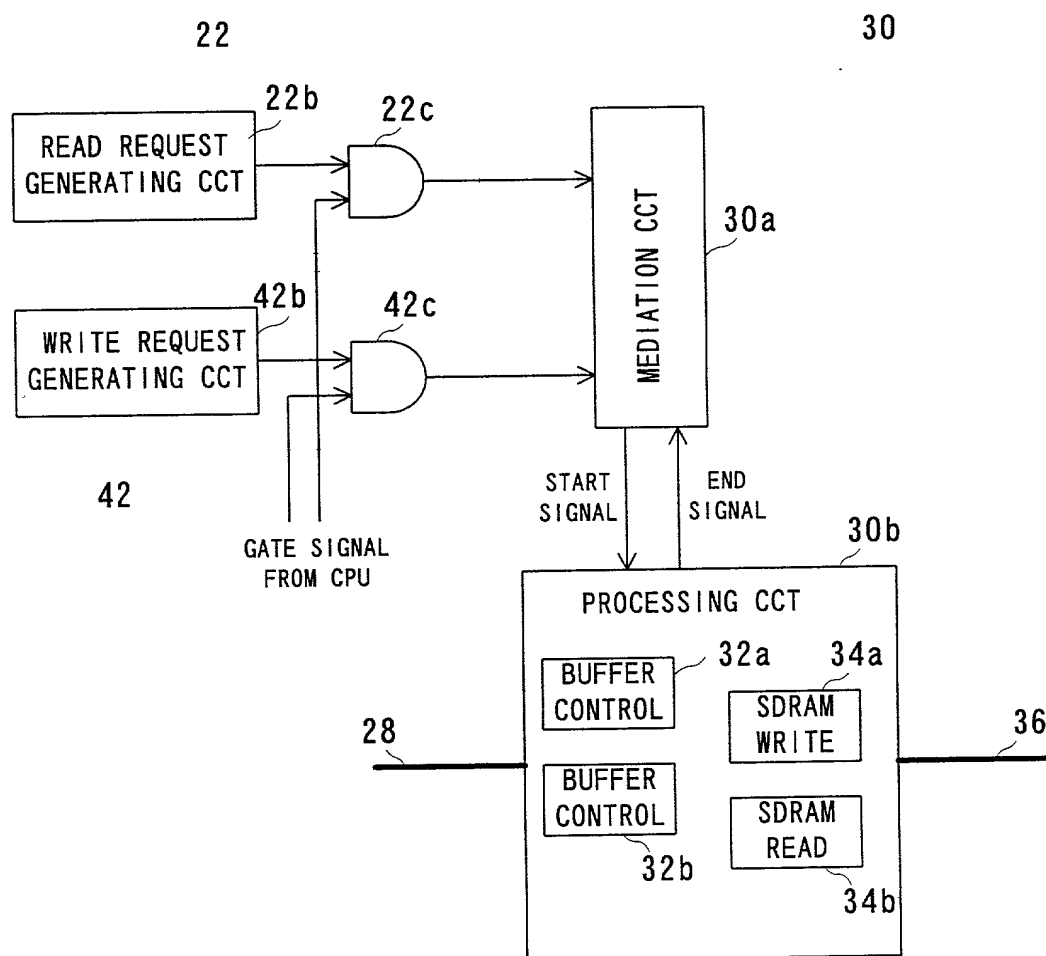 22
30
22b
22c
READ REQUEST
GENERATING CCT
MEDIATION CCT
30a
42b
42c
WRITE REQUEST
GENERATING CCT
42
START
SIGNAL
END
SIGNAL
GATE SIGNAL
FROM CPU
30b
PROCESSING CCT
32a
34a
BUFFER
CONTROL
SDRAM
WRITE
28
36
BUFFER
CONTROL
SDRAM
READ
32b
34b